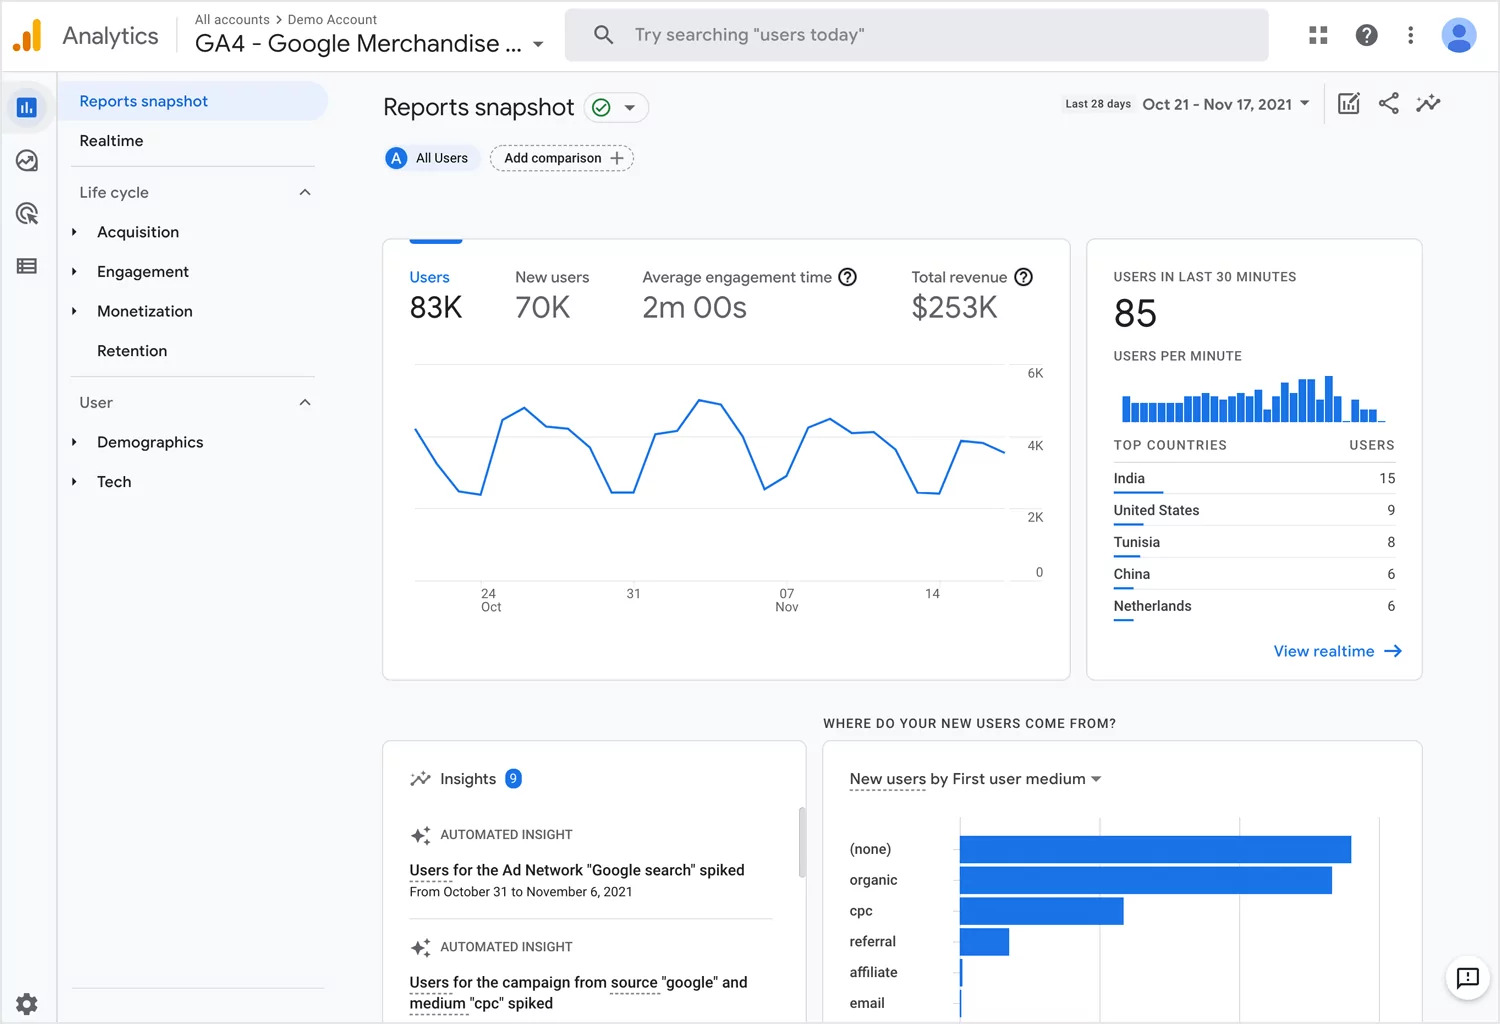 Analytics
All accounts > Demo Account
GA4 - Google Merchandise ...
Try searching "users today"
Reports snapshot
Realtime
Life cycle
Acquisition
Engagement
Monetization
Retention
User
Demographics
Tech
Reports snapshot
Last 28 days Oct 21 - Nov 17, 2021
A All Users
Add comparison +
Users
83K
New users
70K
Average engagement time
2m 00s
Total revenue
$253K
6K
4K
2K
0
24
Oct
31
07
Nov
14
USERS IN LAST 30 MINUTES
85
USERS PER MINUTE
TOP COUNTRIES USERS
India 15
United States 9
Tunisia 8
China 6
Netherlands 6
View realtime
Insights 9
AUTOMATED INSIGHT
Users for the Ad Network "Google search" spiked
From October 31 to November 6, 2021
AUTOMATED INSIGHT
Users for the campaign from source "google" and
medium "cpc" spiked
WHERE DO YOUR NEW USERS COME FROM?
New users by First user medium
(none)
organic
cpc
referral
affiliate
email